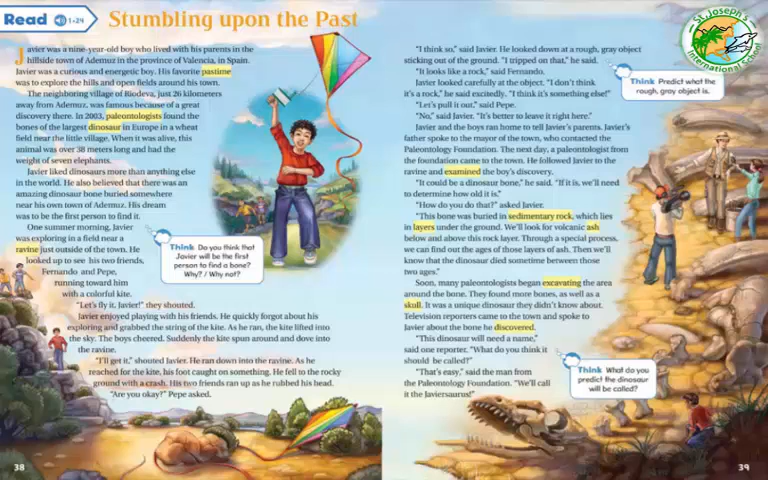 Read 1-24
Stumbling upon the Past
Javier was a nine-year-old boy who lived with his parents in the
hillside town of Ademuz in the province of Valencia, in Spain.
Javier was a curious and energetic boy. His favorite pastime
was to explore the hills and open fields around his town.
The neighboring village of Riodeva, just 26 kilometers
away from Ademuz, was famous because of a great
discovery there. In 2003, paleontologists found the
bones of the largest dinosaur in Europe in a wheat
field near the little village. When it was alive, this
animal was over 38 meters long and had the
weight of seven elephants.
Javier liked dinosaurs more than anything else
in the world. He also believed that there was an
amazing dinosaur bone buried somewhere
near his own town of Ademuz. His dream
was to be the first person to find it.
One summer morning, Javier
was exploring in a field near a
ravine just outside of town. He
looked up to see his two friends,
Fernando and Pepe,
running toward him
with a colorful kite.
"Let's fly it, Javier!" they shouted.
Javier enjoyed playing with his friends. He quickly forgot about his
exploring and grabbed the string of the kite. As he ran, the kite lifted into
the sky. The boys cheered. Suddenly the kite spun around and dove into
the ravine.
"I'll get it," shouted Javier. He ran down into the ravine. As he
reached for the kite, his foot caught on something. He fell to the rocky
ground with a crash. His two friends ran up as he rubbed his head.
"Are you okay?" Pepe asked.
Think Do you think that
Javier will be the first
person to find a bone?
Why? / Why not?
38
"I think so," said Javier. He looked down at a rough, gray object
sticking out of the ground. "I tripped on that," he said.
"It looks like a rock," said Fernando.
Javier looked carefully at the object. "I don't think
it's a rock," he said excitedly. "I think it's something else!"
"Let's pull it out," said Pepe.
"No," said Javier. "It's better to leave it right here."
Javier and the boys ran home to tell Javier's parents. Javier's
father spoke to the mayor of the town, who contacted the
Paleontology Foundation. The next day, a paleontologist from
the foundation came to the town. He followed Javier to the
ravine and examined the boy's discovery.
"It could be a dinosaur bone," he said. "If it is, we'll need
to determine how old it is."
"How do you do that?" asked Javier.
"This bone was buried in sedimentary rock, which lies
in layers under the ground. We'll look for volcanic ash
below and above this rock layer. Through a special process,
we can find out the ages of those layers of ash. Then we'll
know that the dinosaur died sometime between those
two ages."
Soon, many paleontologists began excavating the area
around the bone. They found more bones, as well as a
skull. It was a unique dinosaur they didn't know about.
Television reporters came to the town and spoke to
Javier about the bone he discovered.
"This dinosaur will need a name,"
said one reporter. "What do you think it
should be called?"
"That's easy," said the man from
the Paleontology Foundation. "We'll call
it the Javiersaurus!"
Think Predict what the
rough, gray object is.
Think What do you
predict the dinosaur
will be called?
39
St. Joseph's
International School